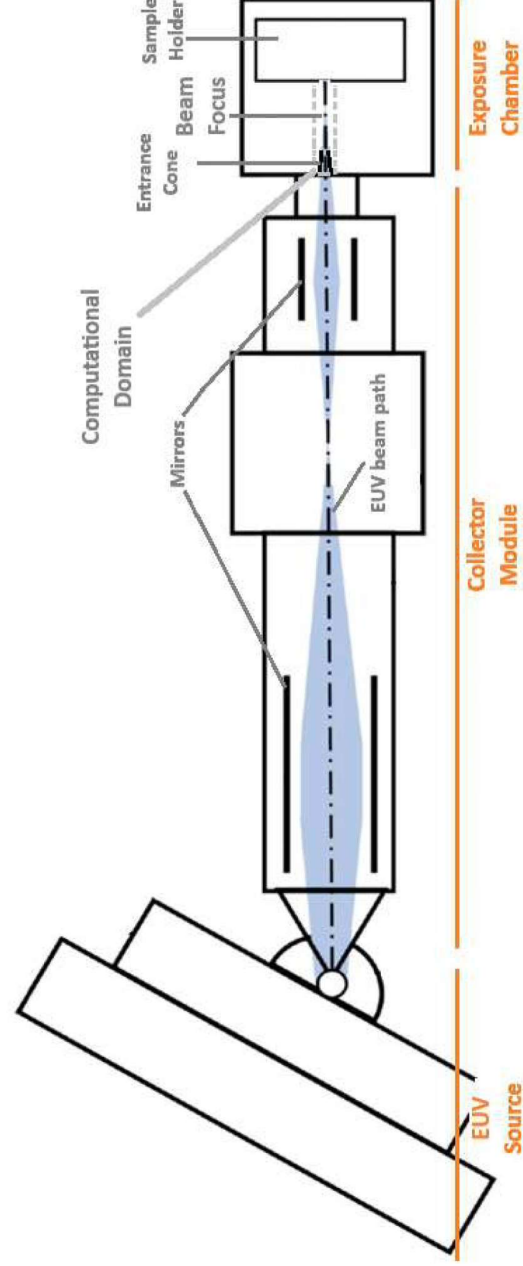 Sample
Holder
Beam
Focus
Entrance
Cone
Computational
Domain
Mirrors
EUV beam path
Exposure
Chamber
Collector
Module
EUV
Source